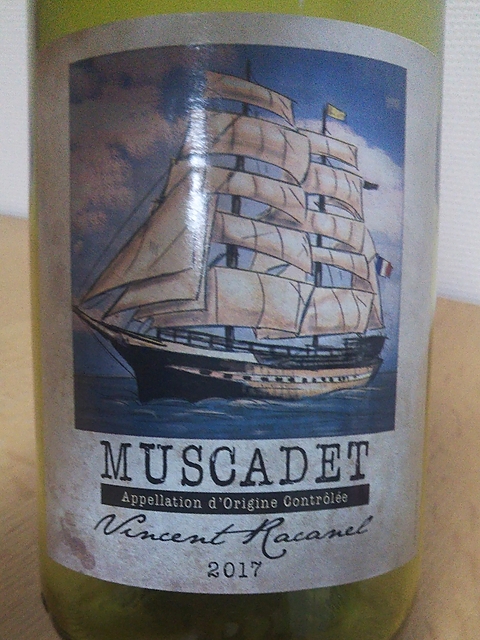 MUSCADET
Appellation d'Origine Contrôlée
Vincent Racanel
2017